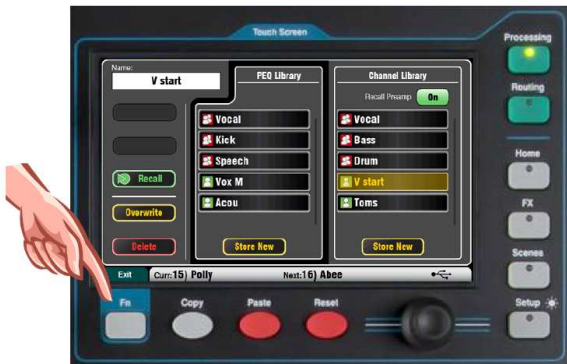 Touch Screen
Processing
Name:
V start
PEQ Library
Channel Library
Recall Preamp On
Routing
Vocal
Kick
Speech
Vox M
Acou
Vocal
Bass
Drum
V start
Toms
Recall
Overwrite
Delete
Store New
Store New
Home
FX
Scenes
Exit
Curr:15) Polly
Next:16) Abee
Fn
Copy
Paste
Reset
Setup